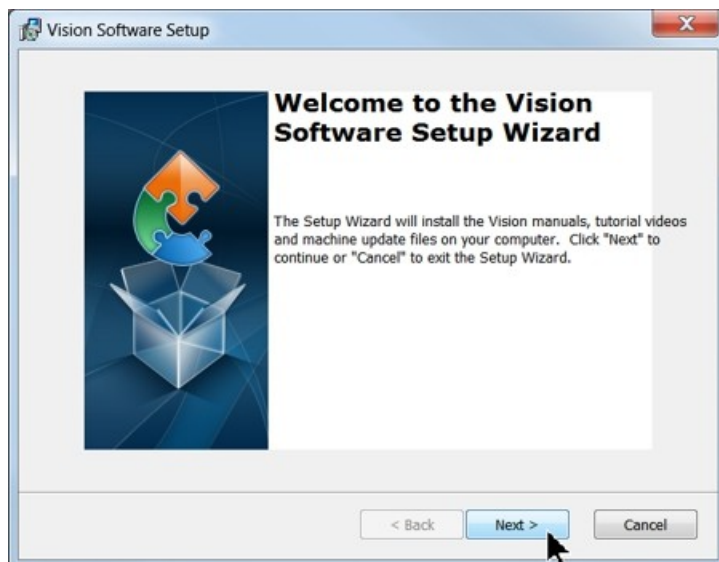 Vision Software Setup
X
Welcome to the Vision
Software Setup Wizard
The Setup Wizard will install the Vision manuals, tutorial videos
and machine update files on your computer.  Click "Next" to
continue or "Cancel" to exit the Setup Wizard.
< Back Next > Cancel